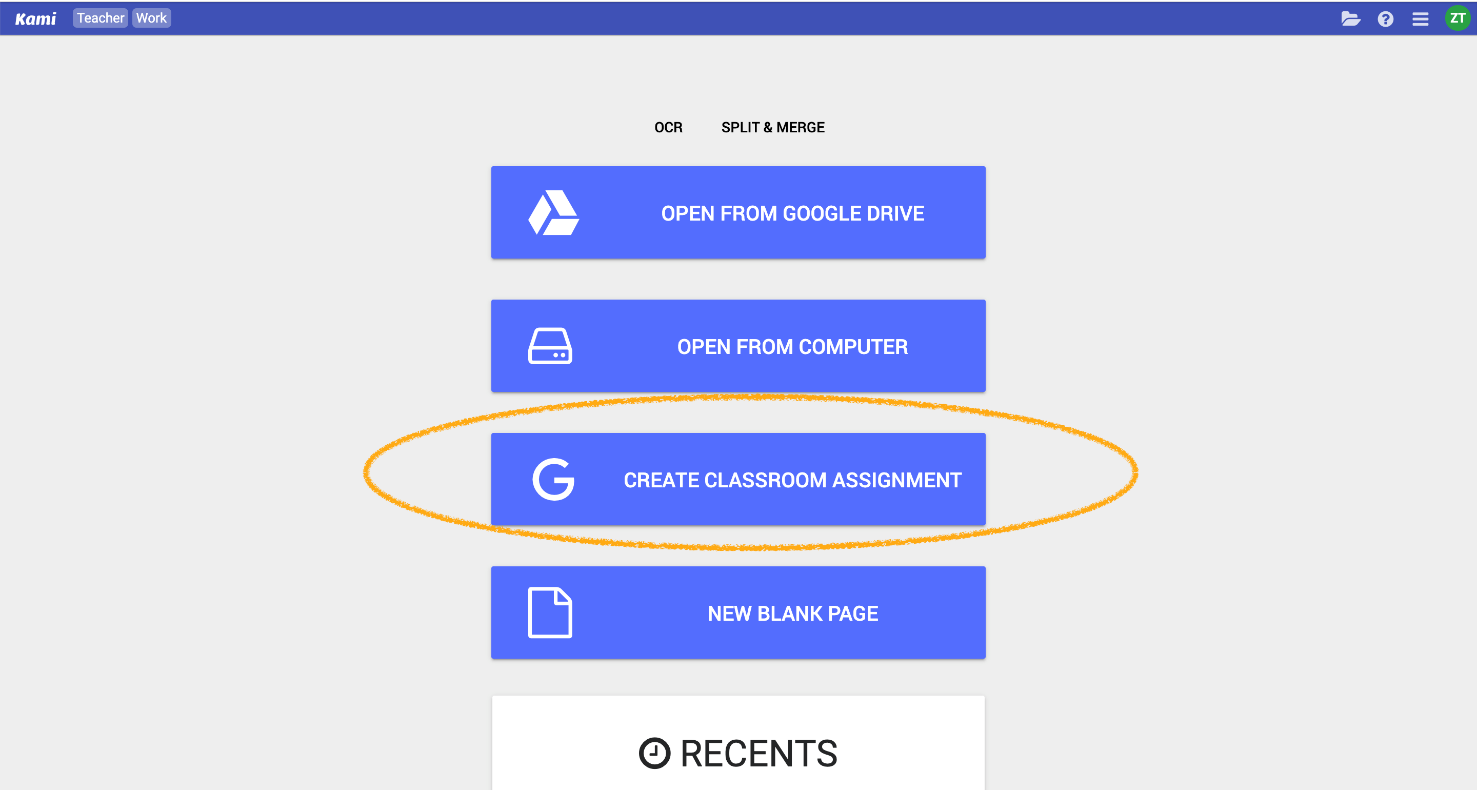 Kami Teacher Work ZT
OCR SPLIT & MERGE
OPEN FROM GOOGLE DRIVE
OPEN FROM COMPUTER
CREATE CLASSROOM ASSIGNMENT
NEW BLANK PAGE
RECENTS